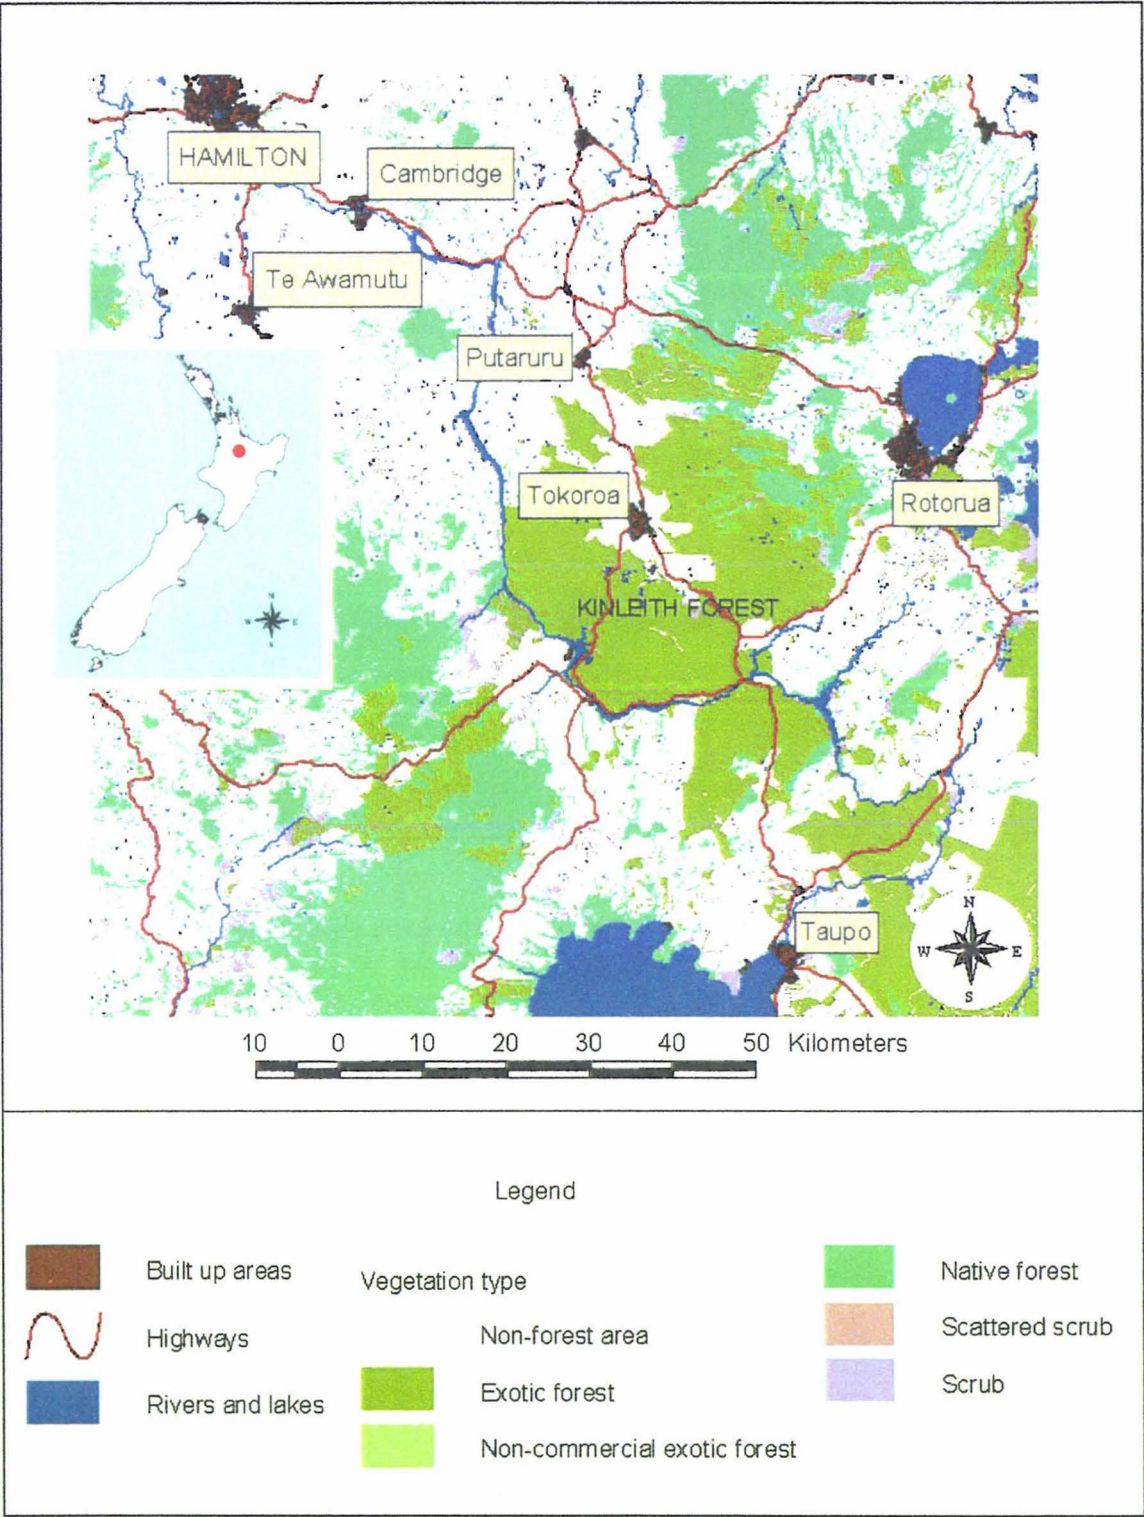 HAMILTON
Cambridge
Te Awamutu
Putaruru
Tokoroa
Rotorua
KINLEITH FOREST
N
W E
Taupo
N
W E
S
10 0 10 20 30 40 50 Kilometers
Legend
Built up areas
Highways
Rivers and lakes
Vegetation type
Non-forest area
Exotic forest
Non-commercial exotic forest
Native forest
Scattered scrub
Scrub